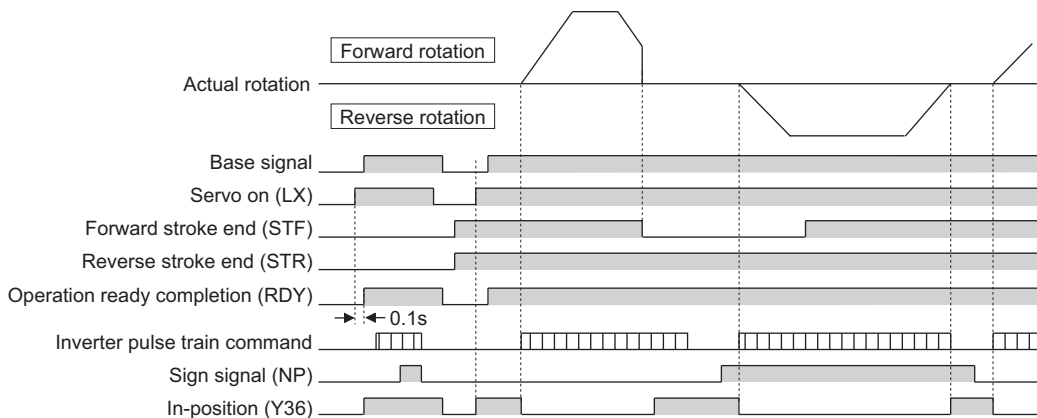 Forward rotation
Actual rotation
Reverse rotation
Base signal
Servo on (LX)
Forward stroke end (STF)
Reverse stroke end (STR)
Operation ready completion (RDY)
0.1s
Inverter pulse train command
Sign signal (NP)
In-position (Y36)